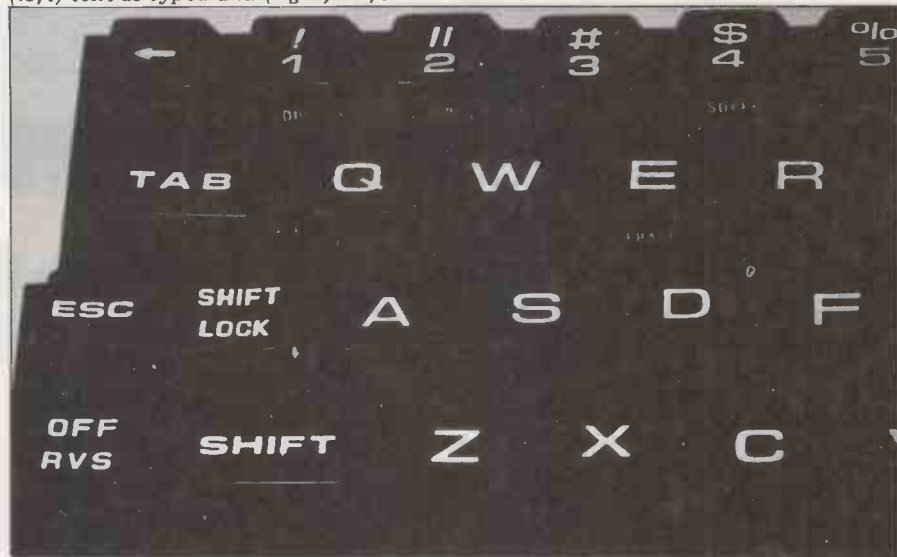 ! " # $ %
← 1 2 3 4 5
TAB Q W E R
ESC SHIFT LOCK A S D F
OFF RVS SHIFT Z X C